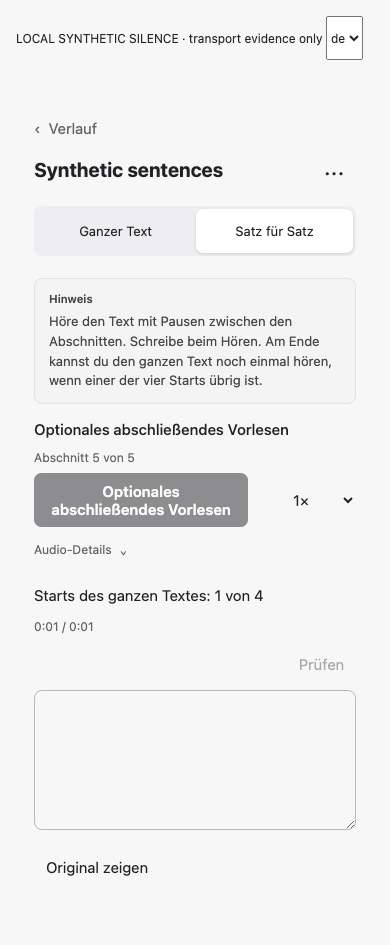 LOCAL SYNTHETIC SILENCE · transport evidence only de
‹ Verlauf
Synthetic sentences ...
Ganzer Text Satz für Satz
Hinweis
Höre den Text mit Pausen zwischen den
Abschnitten. Schreibe beim Hören. Am Ende
kannst du den ganzen Text noch einmal hören,
wenn einer der vier Starts übrig ist.
Optionales abschließendes Vorlesen
Abschnitt 5 von 5
Optionales
abschließendes Vorlesen
1×
Audio-Details
Starts des ganzen Textes: 1 von 4
0:01 / 0:01
Prüfen
Original zeigen